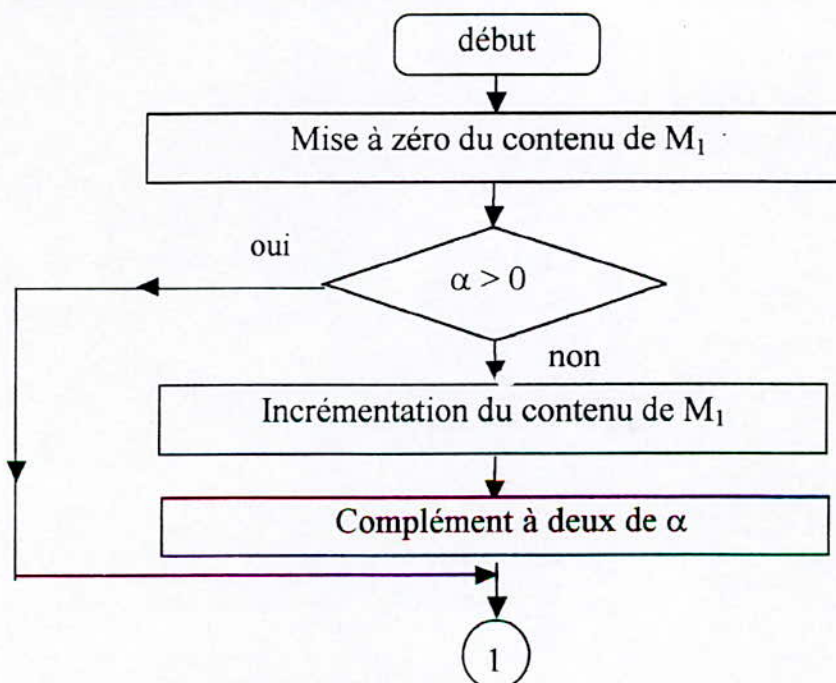 début
Mise à zéro du contenu de M₁
oui
α > 0
non
Incrémentation du contenu de M₁
Complément à deux de α
1